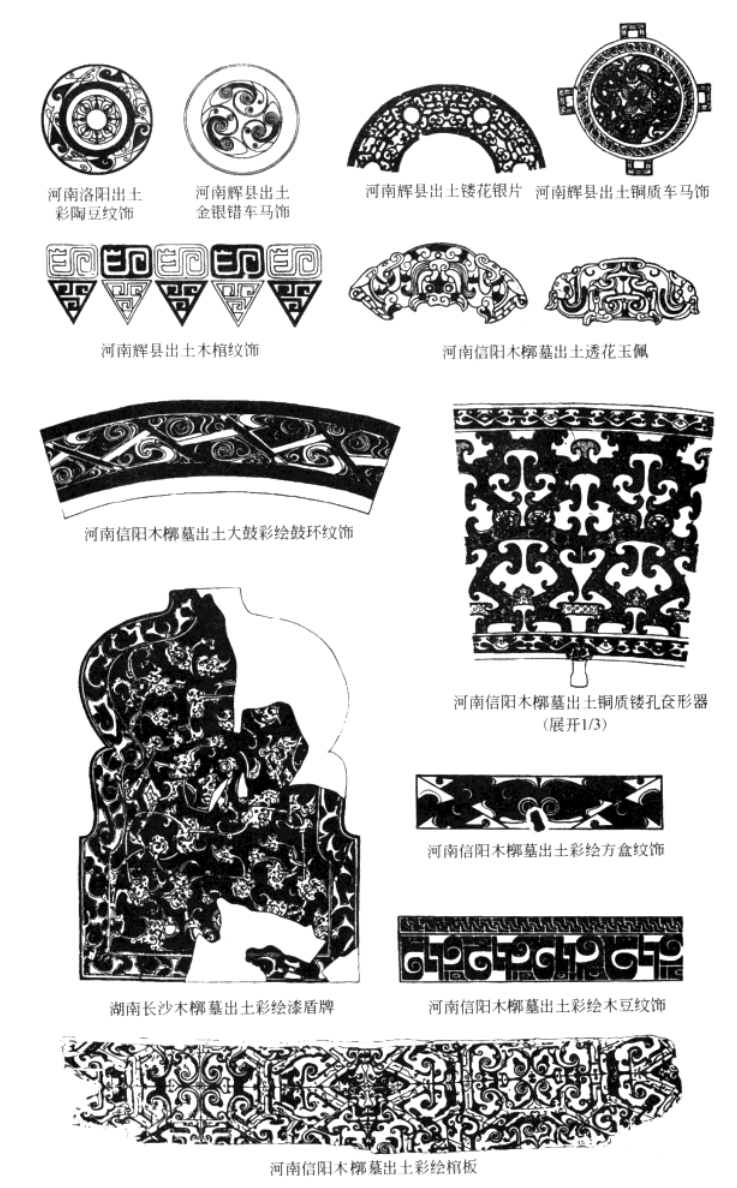 河南洛阳出土
彩陶豆纹饰
河南辉县出土
金银错车马饰
河南辉县出土镂花银片
河南辉县出土铜质车马饰
河南辉县出土木棺纹饰
河南信阳木槨墓出土透花玉佩
河南信阳木槨墓出土大鼓彩绘鼓环纹饰
河南信阳木槨墓出土铜质镂孔奁形器
(展开1/3)
河南信阳木槨墓出土彩绘方盒纹饰
湖南长沙木槨墓出土彩绘漆盾牌
河南信阳木槨墓出土彩绘木豆纹饰
河南信阳木槨墓出土彩绘棺板